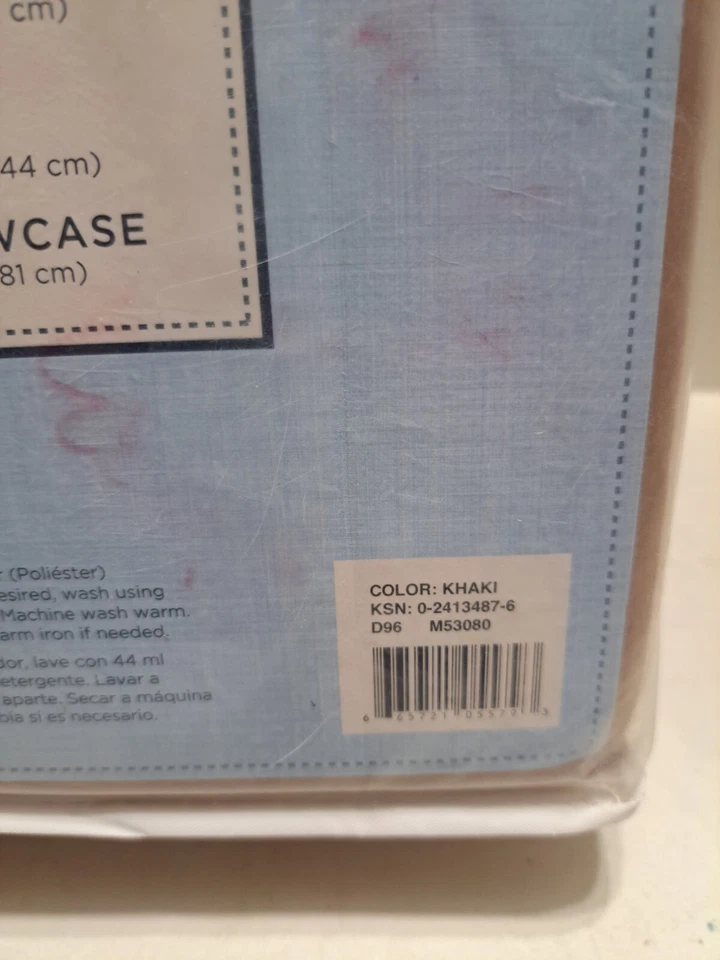 cm)
44 cm)
WCASE
81 cm)
r (Poliéster)
esired, wash using
Machine wash warm.
arm iron if needed.
dor, lave con 44 ml
etergente. Lavar a
aparte. Secar a máquina
bia si es necesario.
COLOR: KHAKI
KSN: 0-2413487-6
D96 M53080